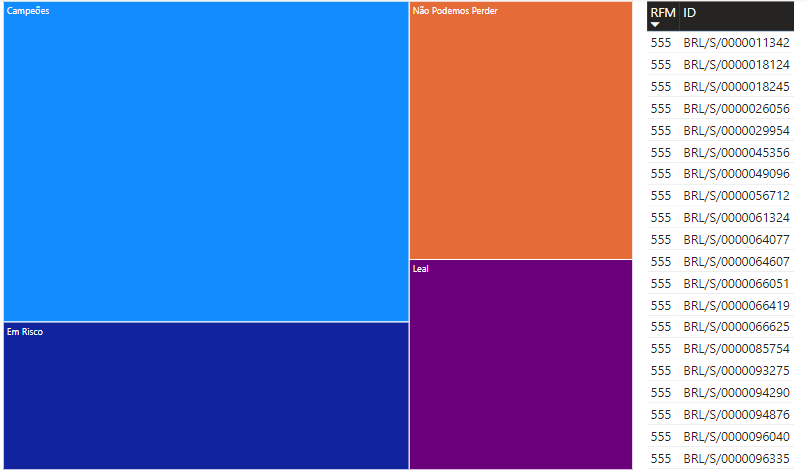 Campeões
Não Podemos Perder
Em Risco
Leal
RFM ID
555 BRL/S/0000011342
555 BRL/S/0000018124
555 BRL/S/0000018245
555 BRL/S/0000026056
555 BRL/S/0000029954
555 BRL/S/0000045356
555 BRL/S/0000049096
555 BRL/S/0000056712
555 BRL/S/0000061324
555 BRL/S/0000064077
555 BRL/S/0000064607
555 BRL/S/0000066051
555 BRL/S/0000066419
555 BRL/S/0000066625
555 BRL/S/0000085754
555 BRL/S/0000093275
555 BRL/S/0000094290
555 BRL/S/0000094876
555 BRL/S/0000096040
555 BRL/S/0000096335